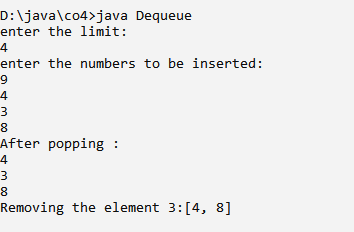 D:\java\co4>java Dequeue
enter the limit:
4
enter the numbers to be inserted:
9
4
3
8
After popping :
4
3
8
Removing the element 3:[4, 8]